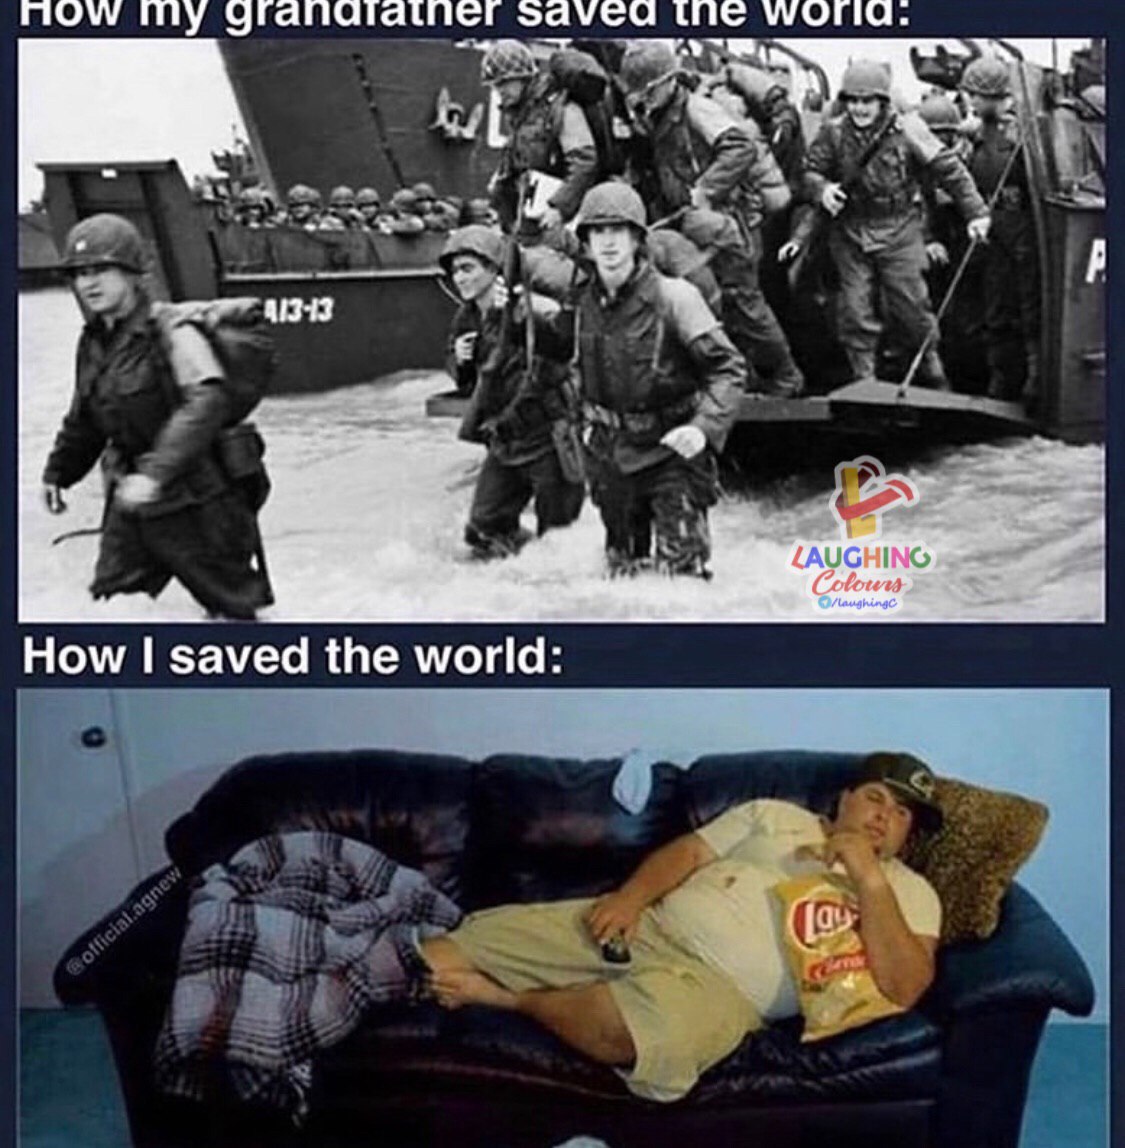 How my grandfather saved the world:
A13-13
LAUGHING
Colours
/laughingC
How I saved the world:
@official.agnew
Lay